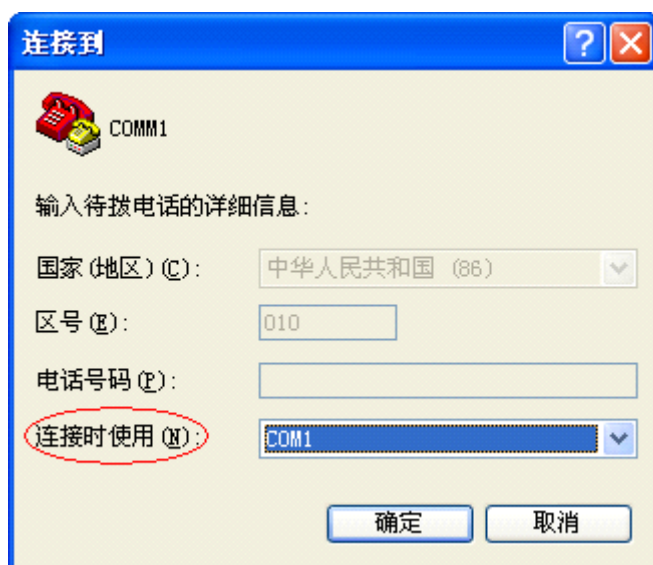 连接到
COMM1
输入待拨电话的详细信息:
国家(地区)(C): 中华人民共和国 (86)
区号(E): 010
电话号码(P):
连接时使用(N): COM1
确定 取消